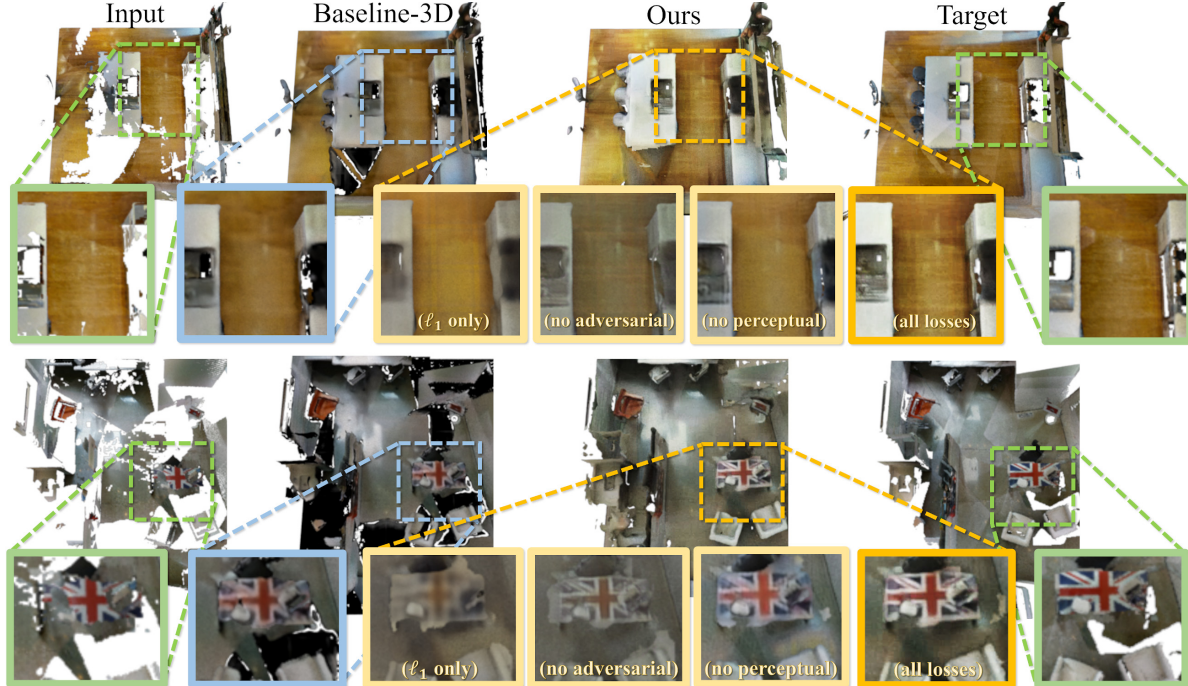 Input
Baseline-3D
Ours
Target
(ℓ₁ only)
(no adversarial)
(no perceptual)
(all losses)
(ℓ₁ only)
(no adversarial)
(no perceptual)
(all losses)